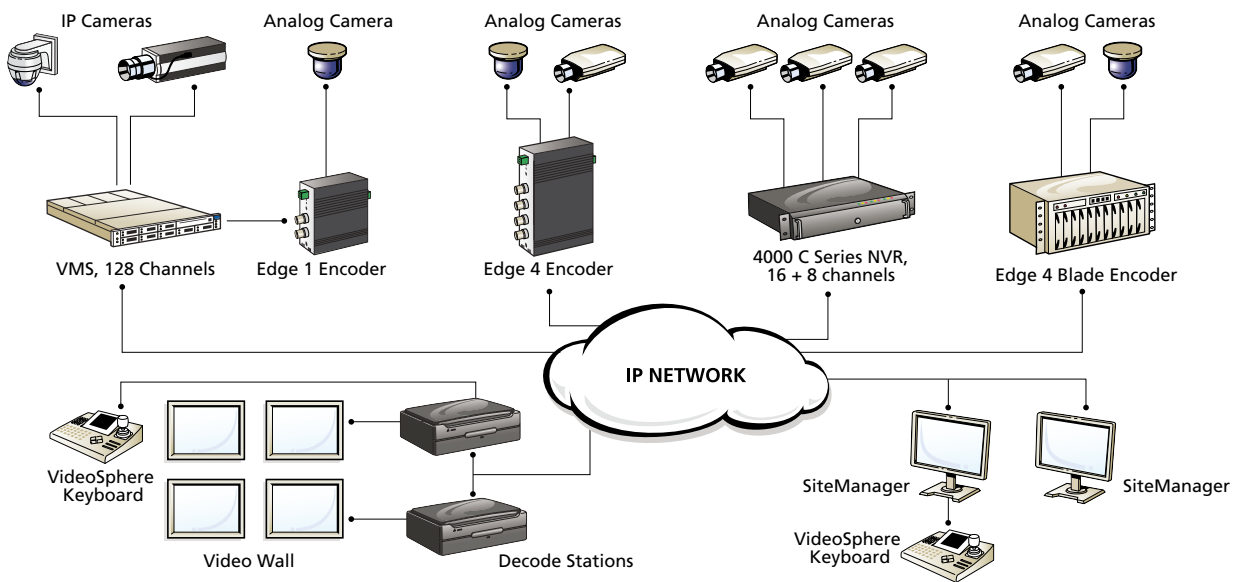 IP Cameras
Analog Camera
Analog Cameras
Analog Cameras
Analog Cameras
VMS, 128 Channels
Edge 1 Encoder
Edge 4 Encoder
4000 C Series NVR,
16 + 8 channels
Edge 4 Blade Encoder
IP NETWORK
VideoSphere
Keyboard
Video Wall
Decode Stations
SiteManager
SiteManager
VideoSphere
Keyboard